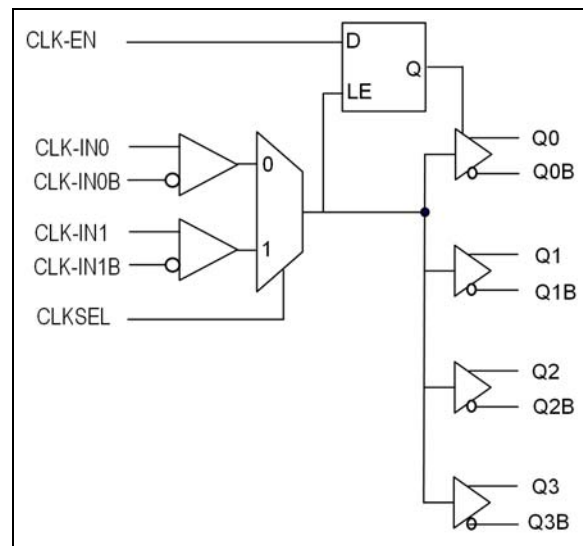 CLK-EN
D
Q
LE
CLK-IN0
CLK-IN0B
0
CLK-IN1
CLK-IN1B
1
CLKSEL
Q0
Q0B
Q1
Q1B
Q2
Q2B
Q3
Q3B